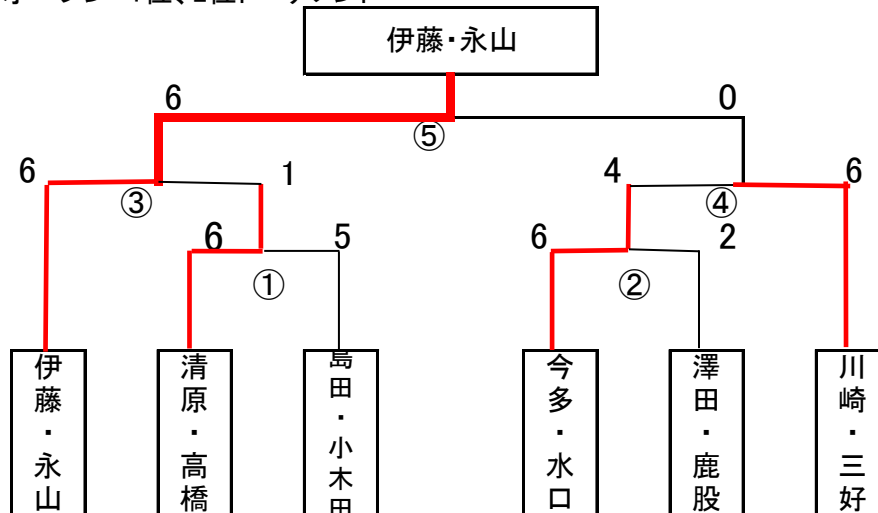 伊藤・永山
6 0
⑤
6 1 4 6
③ ④
6 5 6 2
① ②
伊藤・永山
清原・高橋
島田・小木田
今多・水口
澤田・鹿股
川崎・三好